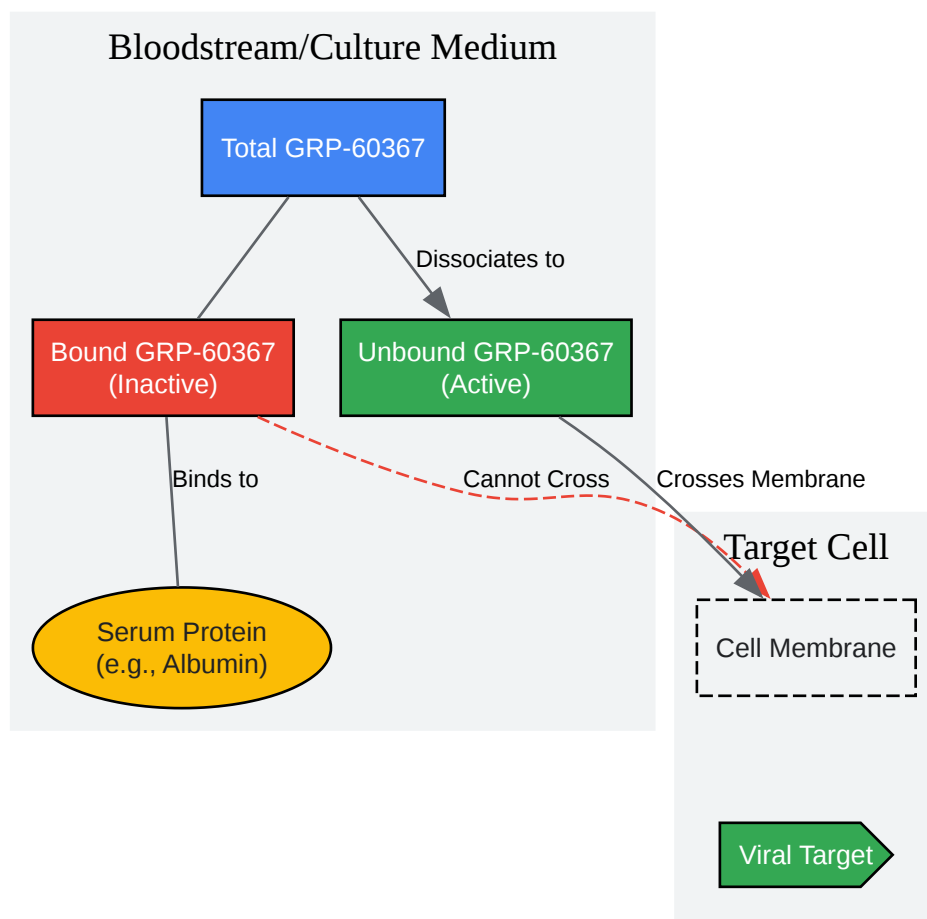 Bloodstream/Culture Medium
Total GRP-60367
Dissociates to
Bound GRP-60367
(Inactive)
Unbound GRP-60367
(Active)
Binds to
Cannot Cross
Crosses Membrane
Target Cell
Serum Protein
(e.g., Albumin)
Cell Membrane
Viral Target